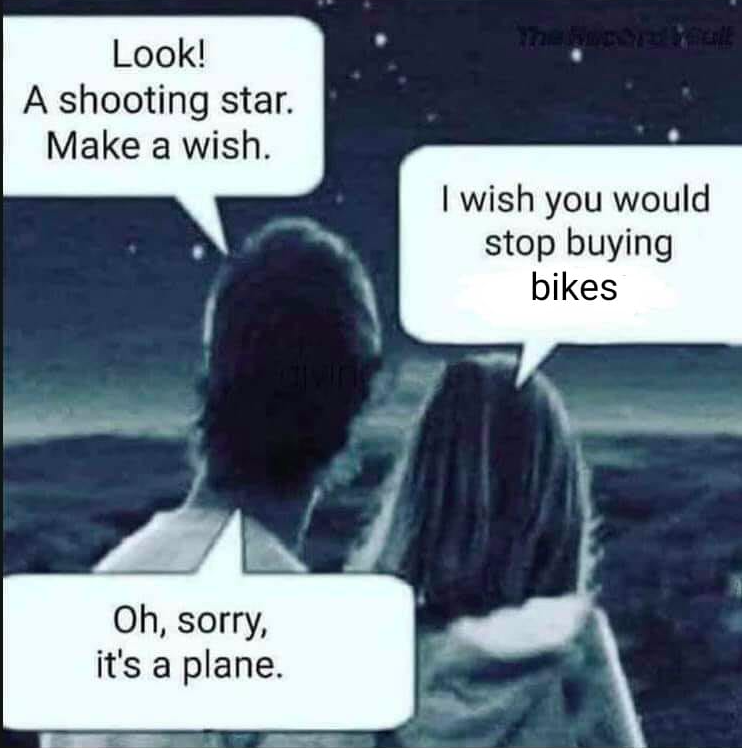 Look!
A shooting star.
Make a wish.
I wish you would
stop buying
bikes
Oh, sorry,
it's a plane.